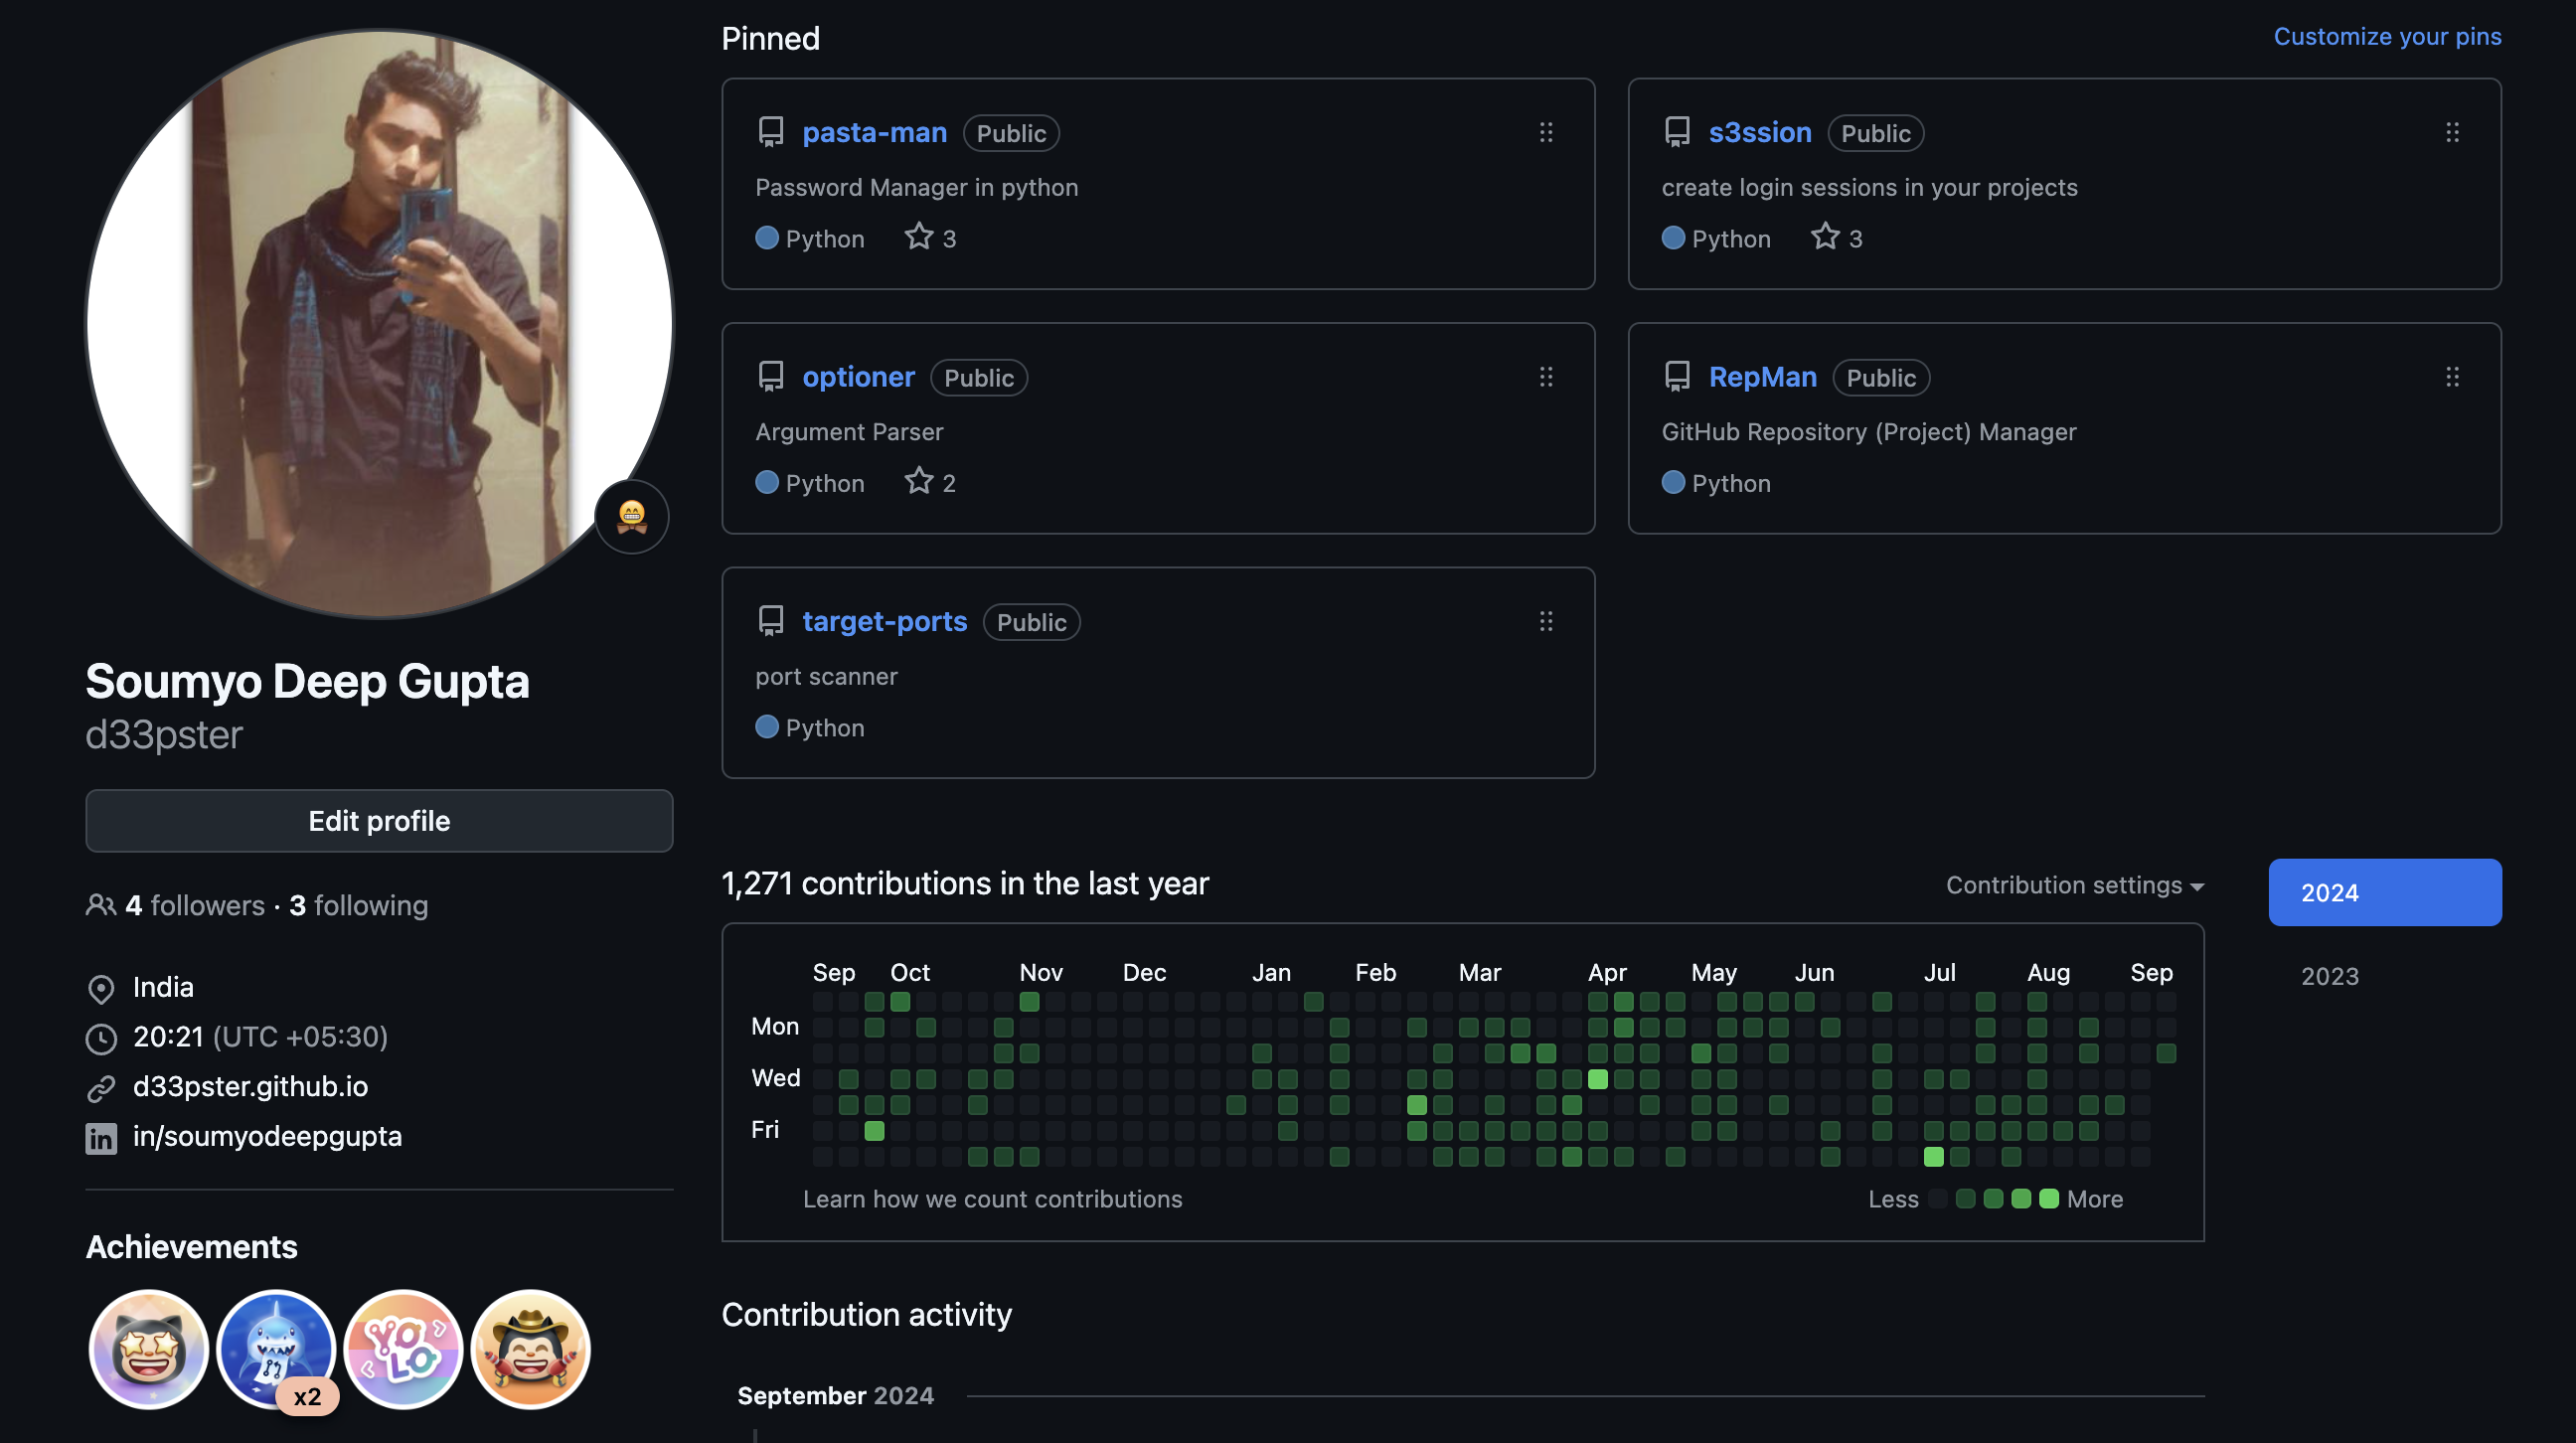 Soumyo Deep Gupta
d33pster
Edit profile
4 followers · 3 following
India
20:21 (UTC +05:30)
d33pster.github.io
in/soumyodeepgupta
Achievements
YOLO
x2
Pinned
Customize your pins
pasta-man Public
Password Manager in python
Python 3
s3ssion Public
create login sessions in your projects
Python 3
optioner Public
Argument Parser
Python 2
RepMan Public
GitHub Repository (Project) Manager
Python
target-ports Public
port scanner
Python
1,271 contributions in the last year
Contribution settings
2024
2023
Sep Oct Nov Dec Jan Feb Mar Apr May Jun Jul Aug Sep
Mon
Wed
Fri
Learn how we count contributions
Less More
Contribution activity
September 2024